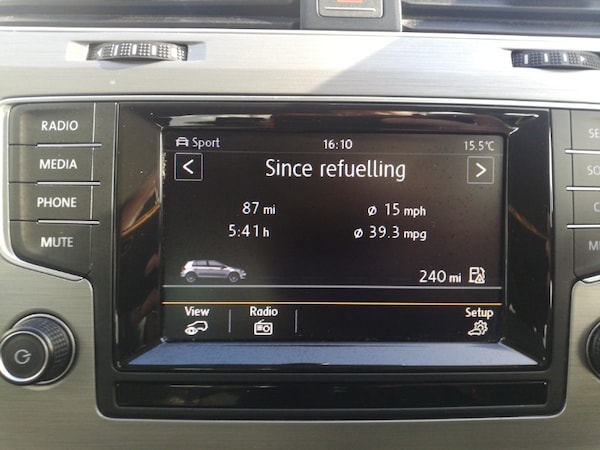 RADIO
MEDIA
PHONE
MUTE
Sport 16:10 15.5°C
< Since refuelling >
87 mi ø 15 mph
5:41 h ø 39.3 mpg
240 mi
View Radio Setup